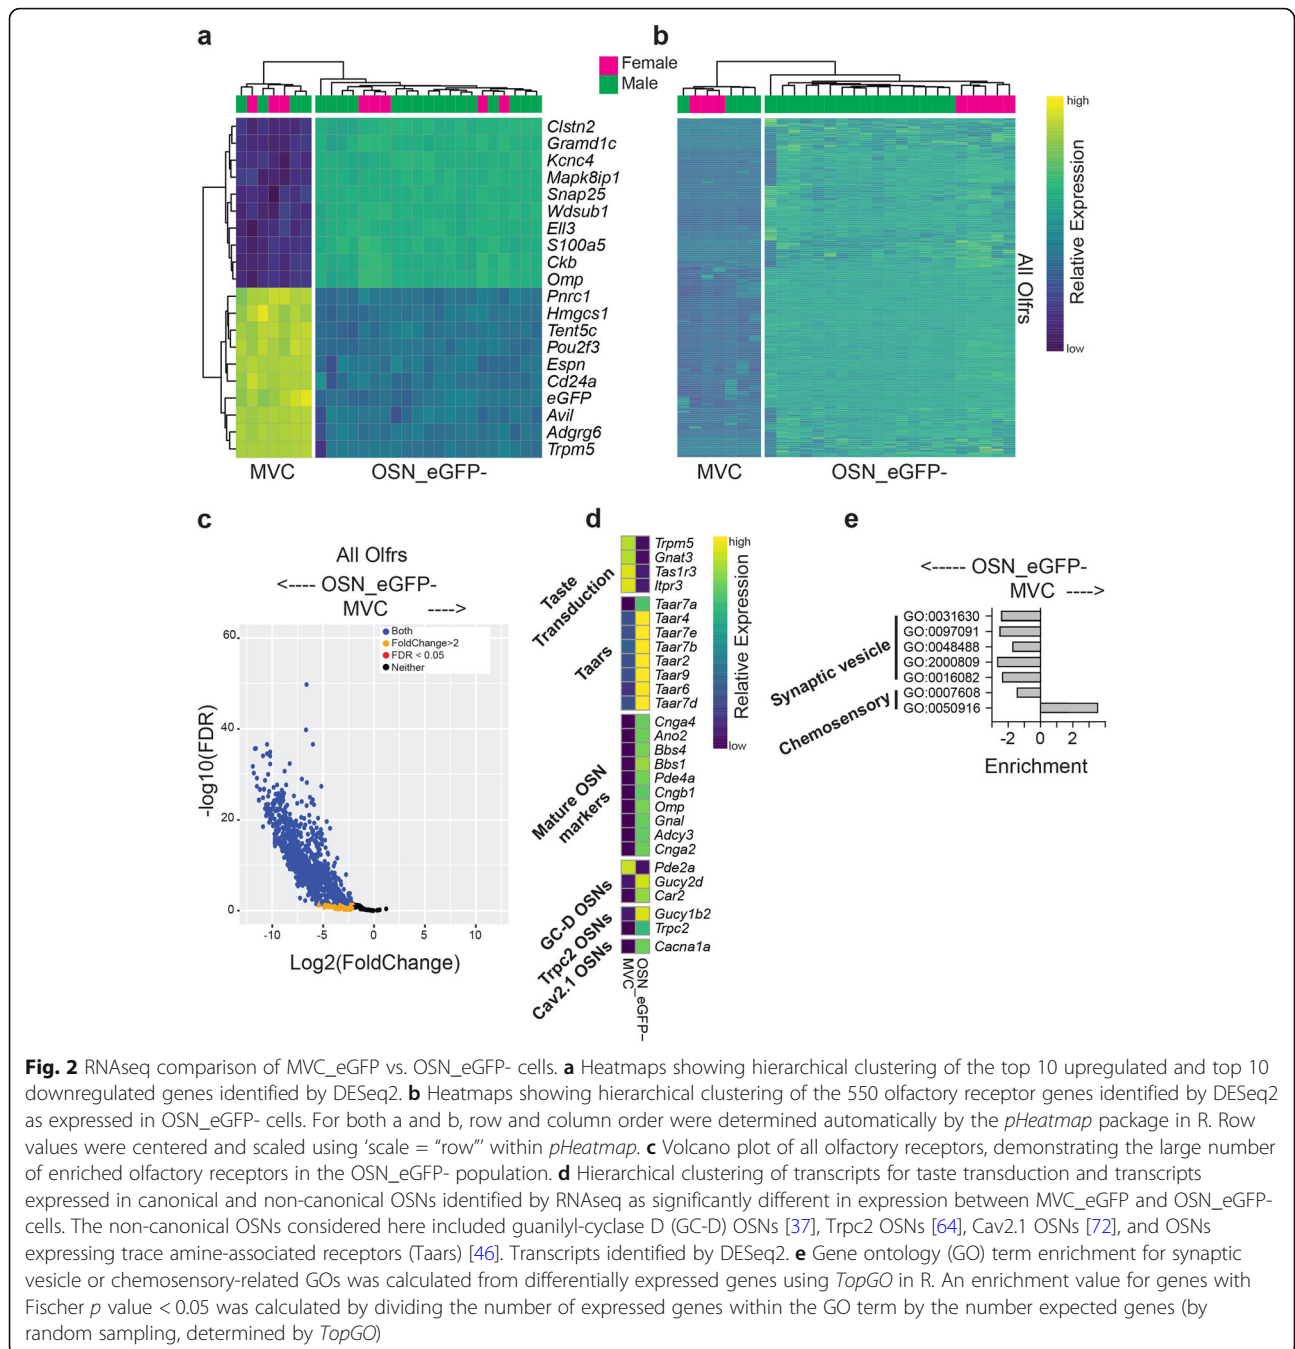 a
b
Female
Male
Clstn2
Gramd1c
Kcnc4
Mapk8ip1
Snap25
Wdsub1
Ell3
S100a5
Ckb
Omp
Pnrc1
Hmgcs1
Tent5c
Pou2f3
Espn
Cd24a
eGFP
Avil
Adgrg6
Trpm5
MVC
OSN_eGFP-
MVC
OSN_eGFP-
All Olfrs
high
Relative Expression
low
c
All Olfrs
<---- OSN_eGFP-
MVC ---->
Both
FoldChange>2
FDR < 0.05
Neither
60
40
20
0
-log10(FDR)
-10
-5
0
5
10
Log2(FoldChange)
d
Taste
Transduction
Trpm5
Gnat3
Tas1r3
Itpr3
Taars
Taar7a
Taar4
Taar7e
Taar7b
Taar2
Taar9
Taar6
Taar7d
Mature OSN
markers
Cnga4
Ano2
Bbs4
Bbs1
Pde4a
Cngb1
Omp
Gnal
Adcy3
Cnga2
GC-D OSNs
Pde2a
Gucy2d
Car2
Trpc2 OSNs
Gucy1b2
Trpc2
Cav2.1 OSNs
Cacna1a
MVC
OSN_eGFP-
high
Relative Expression
low
e
<----- OSN_eGFP-
MVC ---->
Synaptic vesicle
GO:0031630
GO:0097091
GO:0048488
GO:2000809
GO:0016082
Chemosensory
GO:0007608
GO:0050916
-2
0
2
Enrichment
Fig. 2 RNAseq comparison of MVC_eGFP vs. OSN_eGFP- cells. a Heatmaps showing hierarchical clustering of the top 10 upregulated and top 10
downregulated genes identified by DESeq2. b Heatmaps showing hierarchical clustering of the 550 olfactory receptor genes identified by DESeq2
as expressed in OSN_eGFP- cells. For both a and b, row and column order were determined automatically by the pHeatmap package in R. Row
values were centered and scaled using ‘scale = “row”’ within pHeatmap. c Volcano plot of all olfactory receptors, demonstrating the large number
of enriched olfactory receptors in the OSN_eGFP- population. d Hierarchical clustering of transcripts for taste transduction and transcripts
expressed in canonical and non-canonical OSNs identified by RNAseq as significantly different in expression between MVC_eGFP and OSN_eGFP-
cells. The non-canonical OSNs considered here included guanilyl-cyclase D (GC-D) OSNs [37], Trpc2 OSNs [64], Cav2.1 OSNs [72], and OSNs
expressing trace amine-associated receptors (Taars) [46]. Transcripts identified by DESeq2. e Gene ontology (GO) term enrichment for synaptic
vesicle or chemosensory-related GOs was calculated from differentially expressed genes using TopGO in R. An enrichment value for genes with
Fischer p value < 0.05 was calculated by dividing the number of expressed genes within the GO term by the number expected genes (by
random sampling, determined by TopGO)